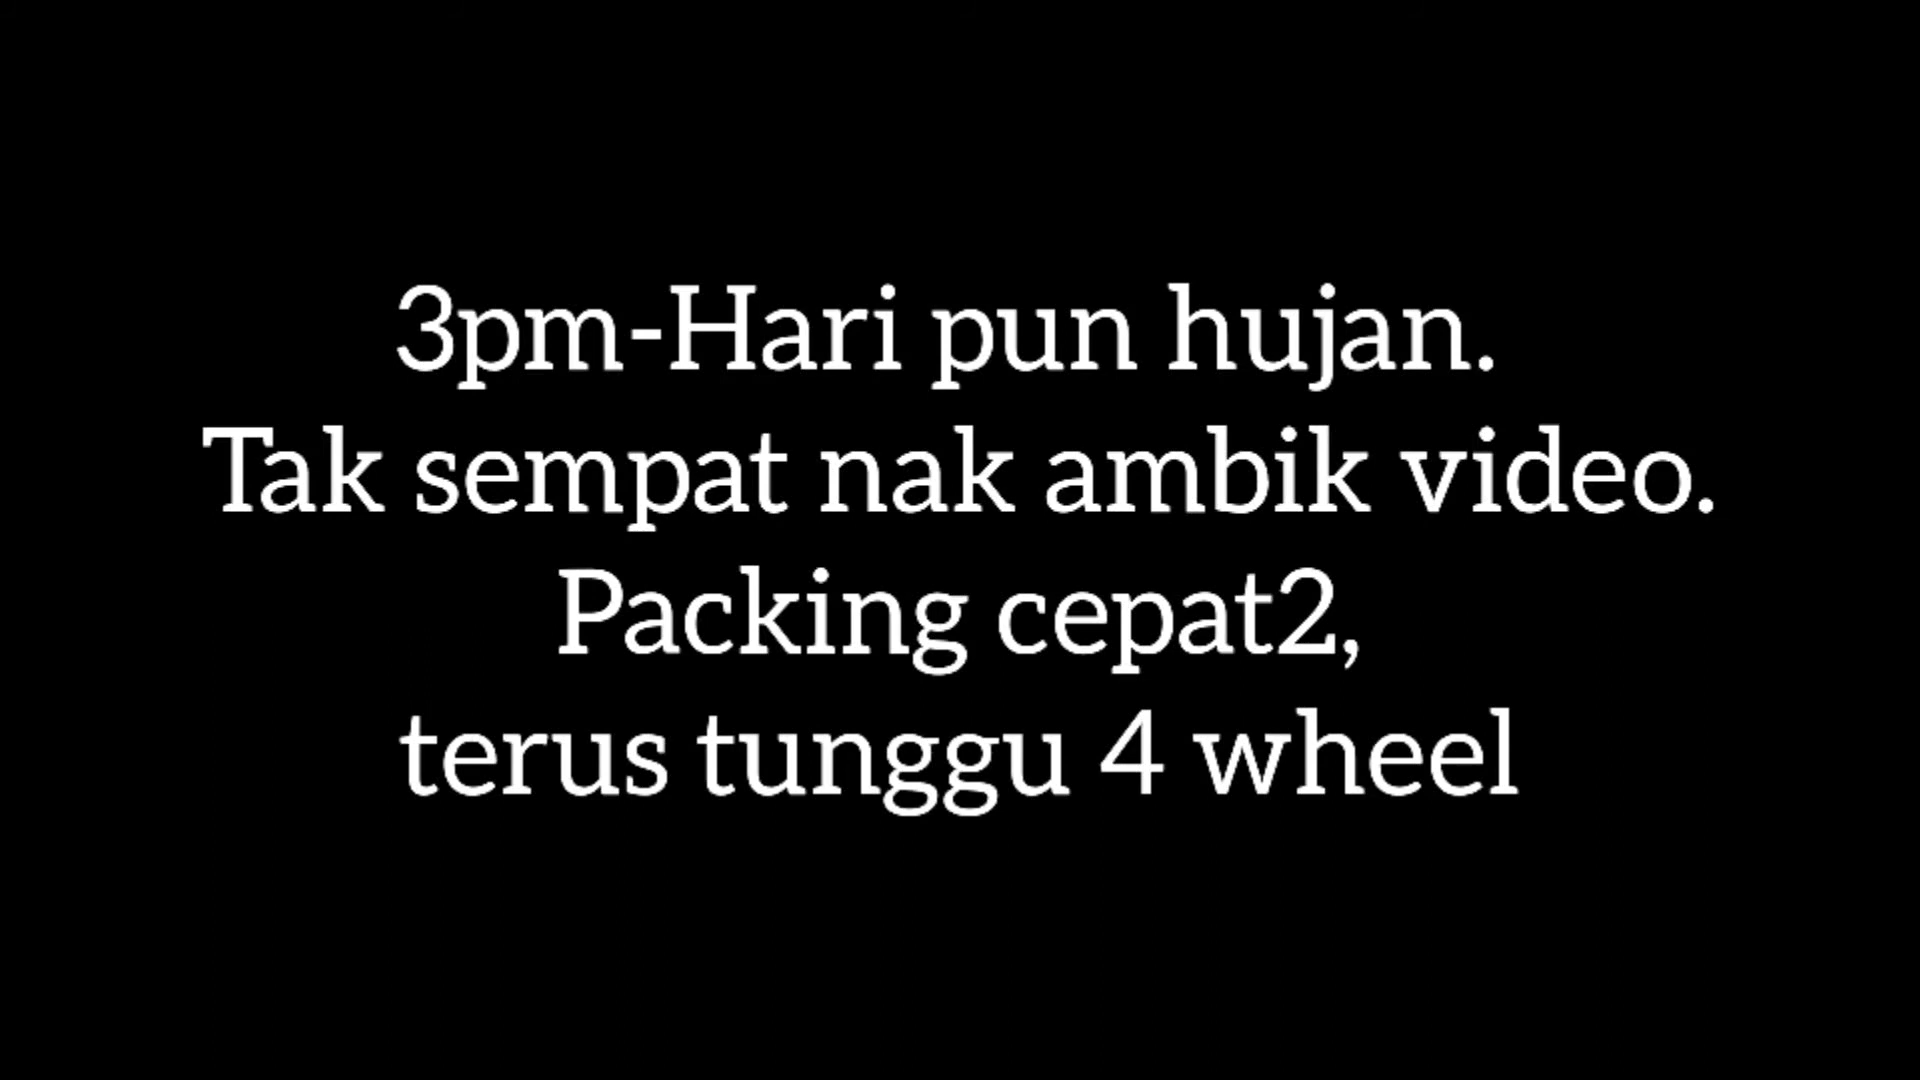 3pm-Hari pun hujan.
Tak sempat nak ambik video.
Packing cepat2,
terus tunggu 4 wheel